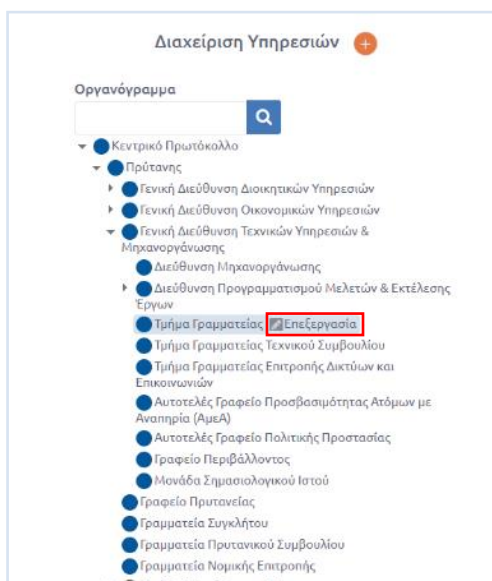 Διαχείριση Υπηρεσιών
Οργανόγραμμα
Κεντρικό Πρωτόκολλο
Πρύτανης
Γενική Διεύθυνση Διοικητικών Υπηρεσιών
Γενική Διεύθυνση Οικονομικών Υπηρεσιών
Γενική Διεύθυνση Τεχνικών Υπηρεσιών &
Μηχανοργάνωσης
Διεύθυνση Μηχανοργάνωσης
Διεύθυνση Προγραμματισμού Μελετών & Εκτέλεσης
Έργων
Τμήμα Γραμματείας Επεξεργασία
Τμήμα Γραμματείας Τεχνικού Συμβουλίου
Τμήμα Γραμματείας Επιτροπής Δικτύων και
Επικοινωνιών
Αυτοτελές Γραφείο Προσβασιμότητας Ατόμων με
Αναπηρία (ΑμεΑ)
Αυτοτελές Γραφείο Πολιτικής Προστασίας
Γραφείο Περιβάλλοντος
Μονάδα Σημασιολογικού Ιστού
Γραφείο Πρυτανείας
Γραμματεία Συγκλήτου
Γραμματεία Πρυτανικού Συμβουλίου
Γραμματεία Νομικής Επιτροπής